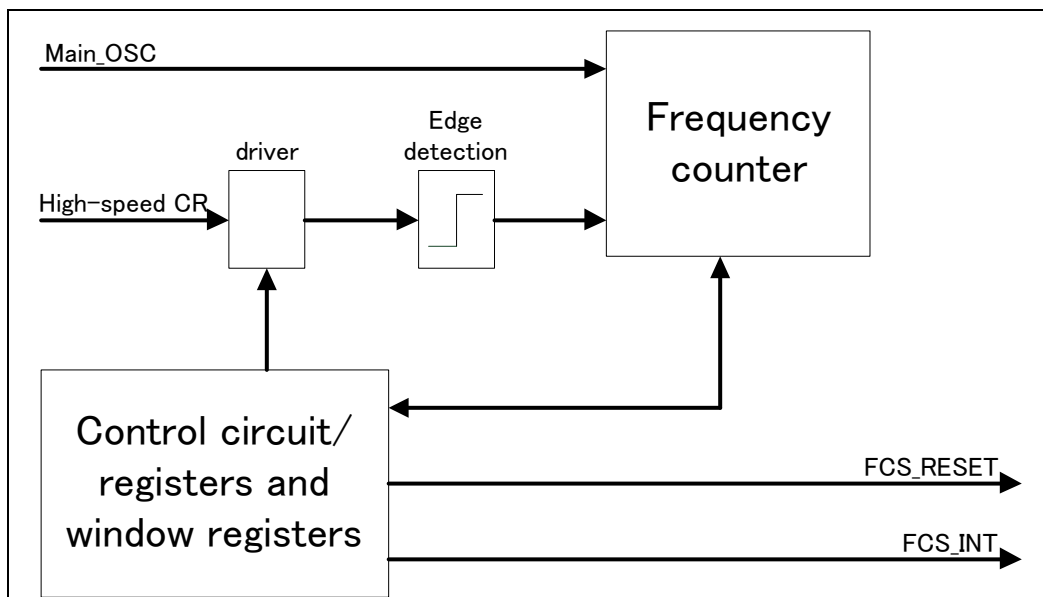 Main_OSC
Frequency
counter
Edge
detection
driver
High-speed CR
Control circuit/
registers and
window registers
FCS_RESET
FCS_INT